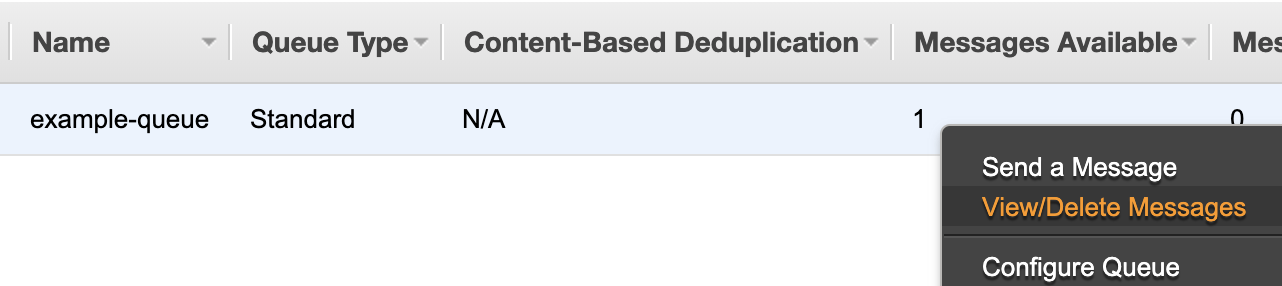 Name Queue Type Content-Based Deduplication Messages Available Mes
example-queue Standard N/A 1 0
Send a Message
View/Delete Messages
Configure Queue